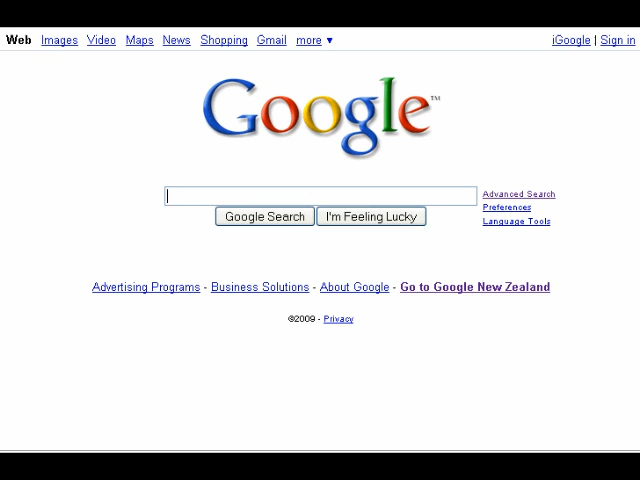 Web Images Video Maps News Shopping Gmail more ▼ iGoogle | Sign in
Google™
Advanced Search
Preferences
Language Tools
Google Search I'm Feeling Lucky
Advertising Programs - Business Solutions - About Google - Go to Google New Zealand
©2009 - Privacy